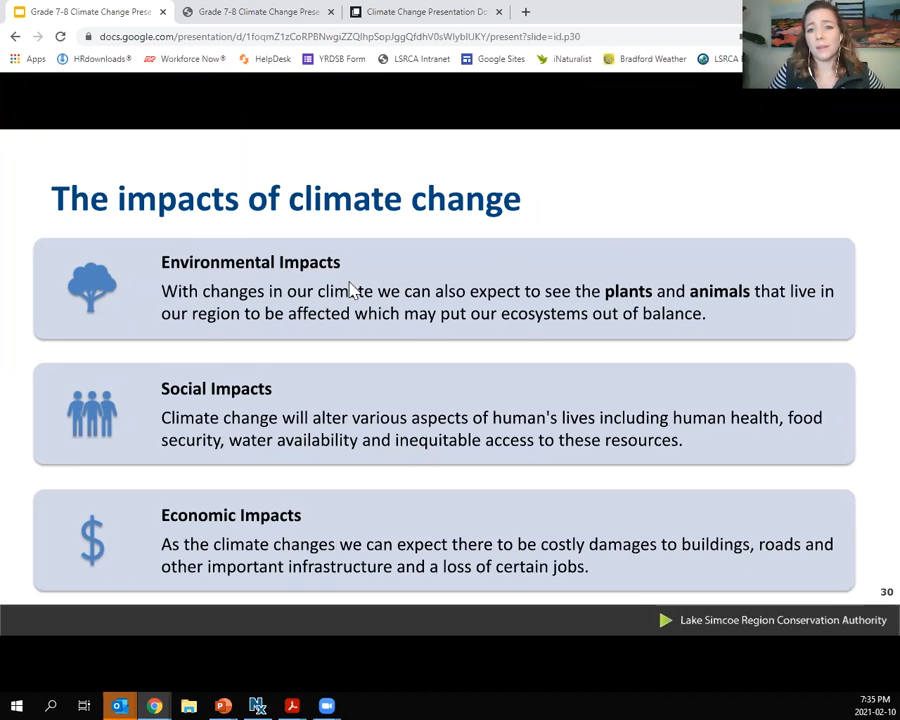 Grade 7-8 Climate Change Prese
Grade 7-8 Climate Change Prese
Climate Change Presentation Do
docs.google.com/presentation/d/1foqmZ1zCoRPBNwgiZZQlhpSopJggQfdhV0sWlyblUKY/present?slide=id.p30
Apps
HRdownloads®
Workforce Now®
HelpDesk
YRDSB Form
LSRCA Intranet
Google Sites
iNaturalist
Bradford Weather
LSRCA
The impacts of climate change
Environmental Impacts
With changes in our climate we can also expect to see the plants and animals that live in
our region to be affected which may put our ecosystems out of balance.
Social Impacts
Climate change will alter various aspects of human's lives including human health, food
security, water availability and inequitable access to these resources.
$
Economic Impacts
As the climate changes we can expect there to be costly damages to buildings, roads and
other important infrastructure and a loss of certain jobs.
30
Lake Simcoe Region Conservation Authority
7:35 PM
2021-02-10